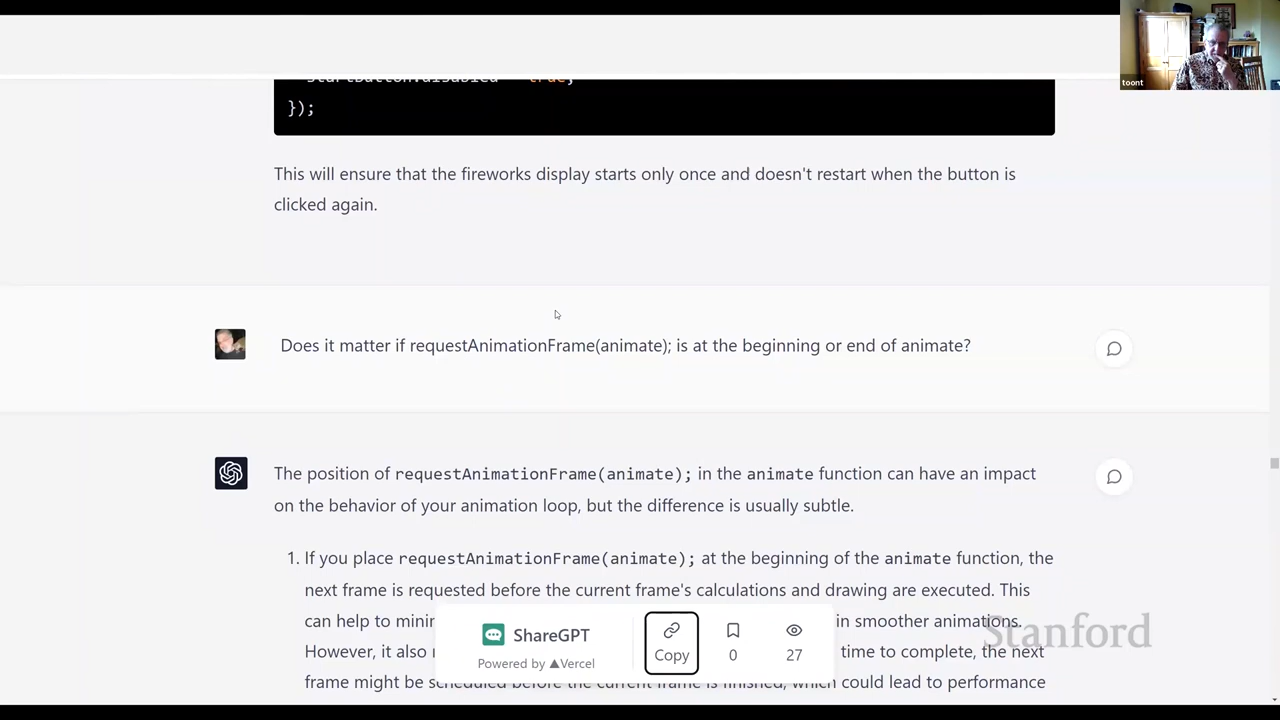 toont
startButton.disabled = true;
});
This will ensure that the fireworks display starts only once and doesn't restart when the button is
clicked again.
Does it matter if requestAnimationFrame(animate); is at the beginning or end of animate?
The position of requestAnimationFrame(animate); in the animate function can have an impact
on the behavior of your animation loop, but the difference is usually subtle.
1. If you place requestAnimationFrame(animate); at the beginning of the animate function, the
next frame is requested before the current frame's calculations and drawing are executed. This
can help to mini in smoother animations.
However, it also time to complete, the next
frame might be scheduled before the current frame is finished, which could lead to performance
ShareGPT
Powered by Vercel
Copy
0
27
Stanford